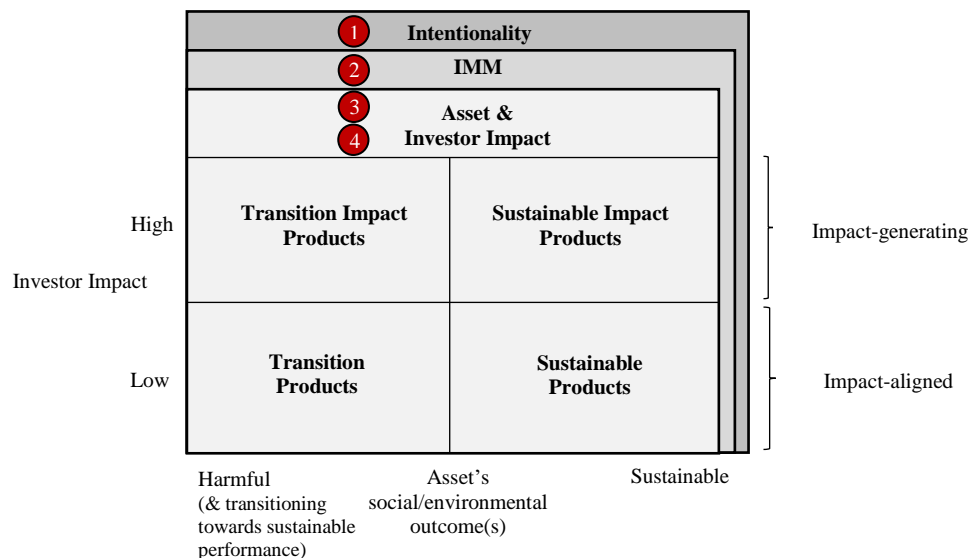 1 Intentionality
2 IMM
3
4
Asset &
Investor Impact
High
Transition Impact
Products
Sustainable Impact
Products
Impact-generating
Investor Impact
Low
Transition
Products
Sustainable
Products
Impact-aligned
Harmful
(& transitioning
towards sustainable
performance)
Asset's
social/environmental
outcome(s)
Sustainable